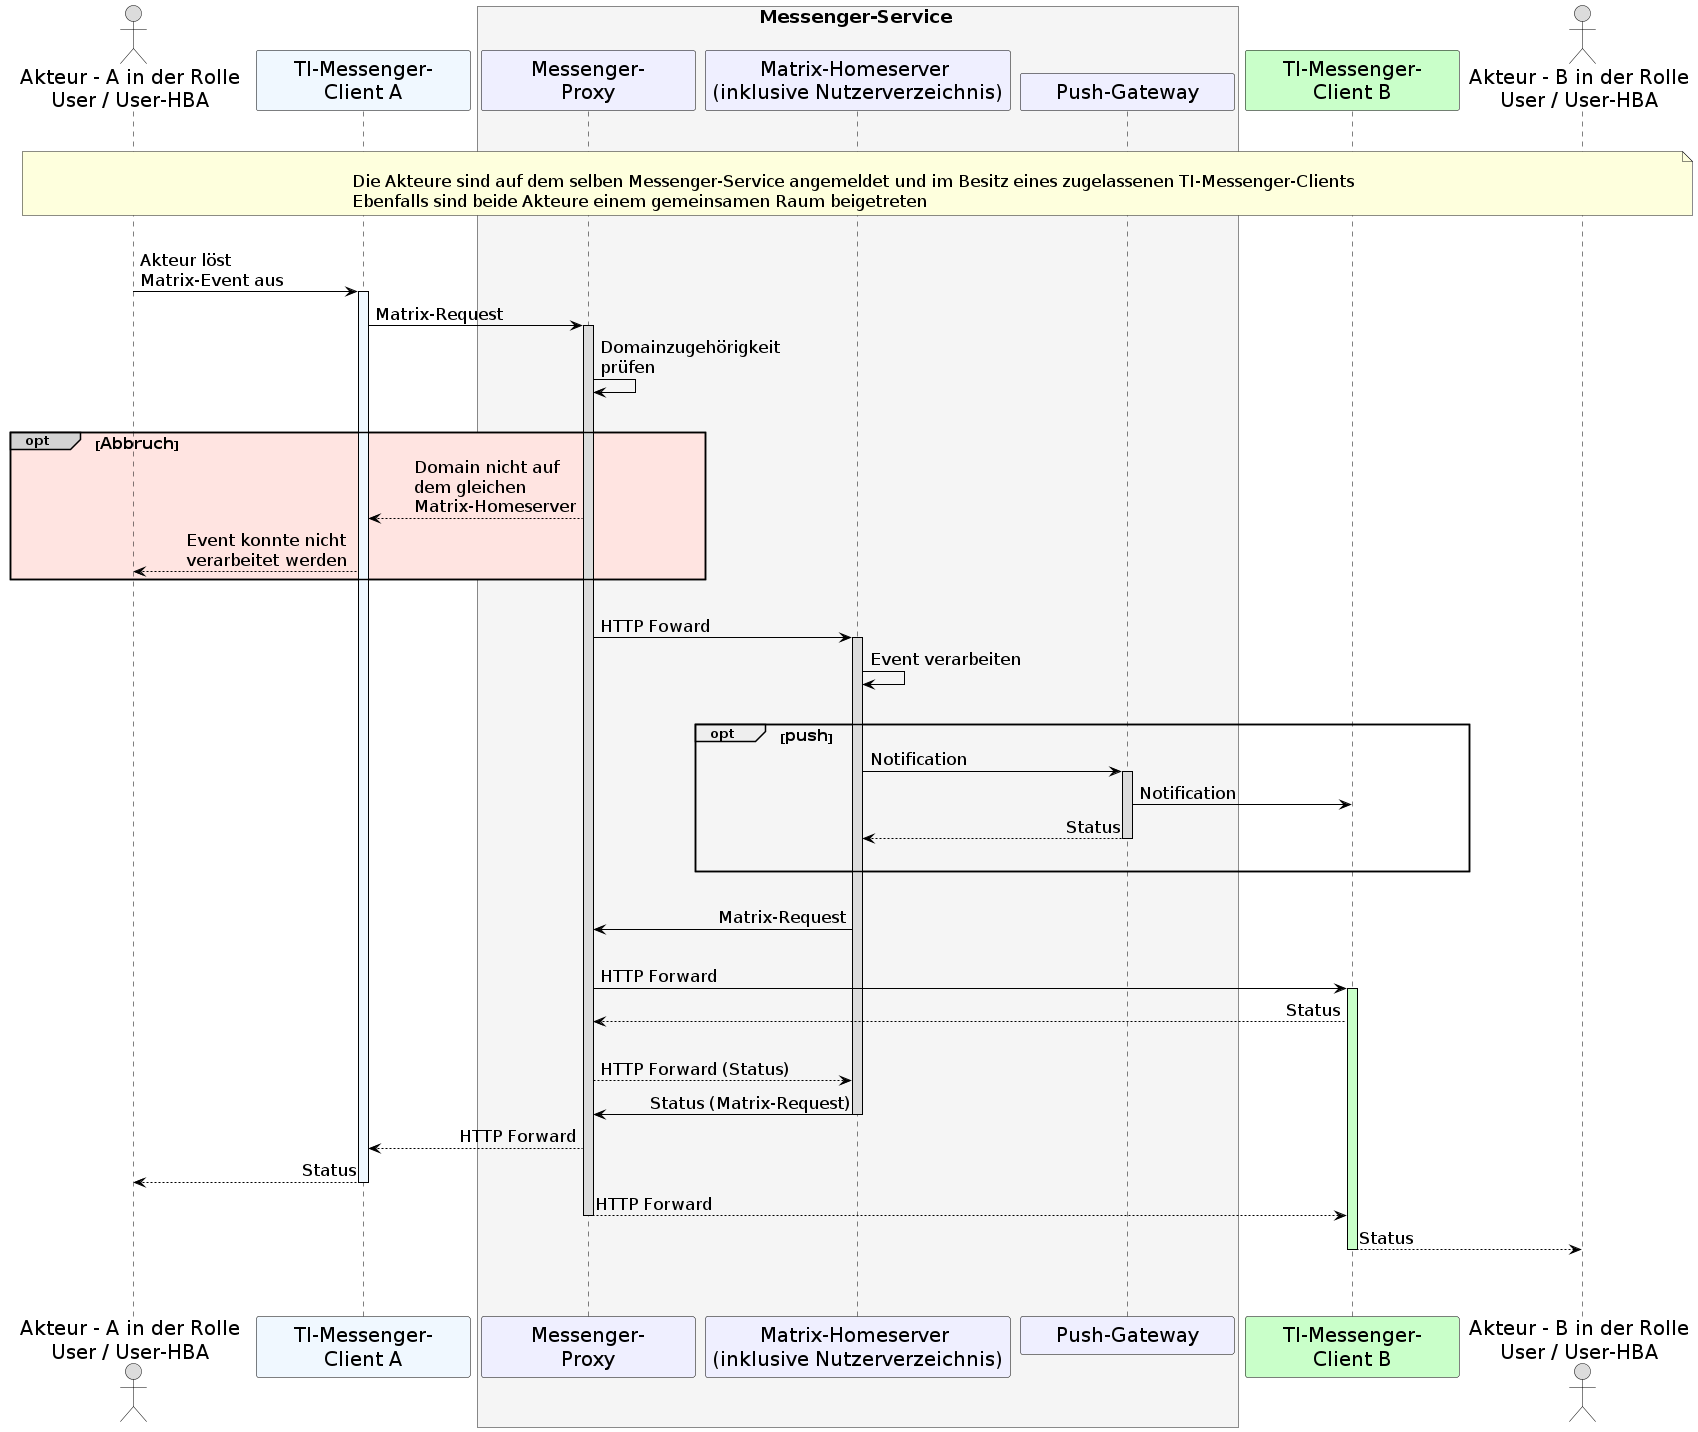 Messenger-Service
Akteur - A in der Rolle
User / User-HBA
TI-Messenger-
Client A
Messenger-
Proxy
Matrix-Homeserver
(inklusive Nutzerverzeichnis)
Push-Gateway
TI-Messenger-
Client B
Akteur - B in der Rolle
User / User-HBA
Die Akteure sind auf dem selben Messenger-Service angemeldet und im Besitz eines zugelassenen TI-Messenger-Clients
Ebenfalls sind beide Akteure einem gemeinsamen Raum beigetreten
Akteur löst
Matrix-Event aus
Matrix-Request
Domainzugehörigkeit
prüfen
opt [Abbruch]
Domain nicht auf
dem gleichen
Matrix-Homeserver
Event konnte nicht
verarbeitet werden
HTTP Foward
Event verarbeiten
opt [push]
Notification
Notification
Status
Matrix-Request
HTTP Forward
Status
HTTP Forward (Status)
Status (Matrix-Request)
HTTP Forward
Status
HTTP Forward
Status
Akteur - A in der Rolle
User / User-HBA
TI-Messenger-
Client A
Messenger-
Proxy
Matrix-Homeserver
(inklusive Nutzerverzeichnis)
Push-Gateway
TI-Messenger-
Client B
Akteur - B in der Rolle
User / User-HBA